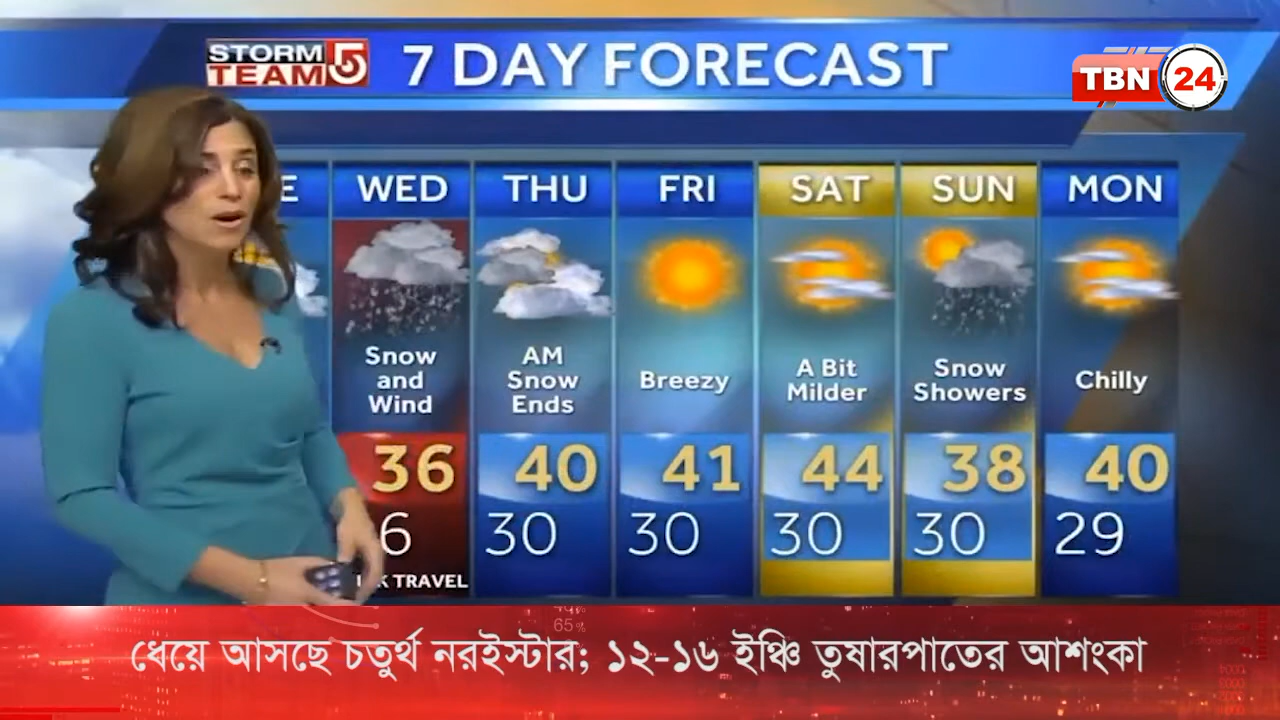 STORM
TEAM 5
7 DAY FORECAST
TBN 24
WED THU FRI SAT SUN MON
Snow and Wind
AM Snow Ends
Breezy
A Bit Milder
Snow Showers
Chilly
36 40 41 44 38 40
30 30 30 30 29
TRAVEL
65%
ধেয়ে আসছে চতুর্থ নরইস্টার; ১২-১৬ ইঞ্চি তুষারপাতের আশংকা